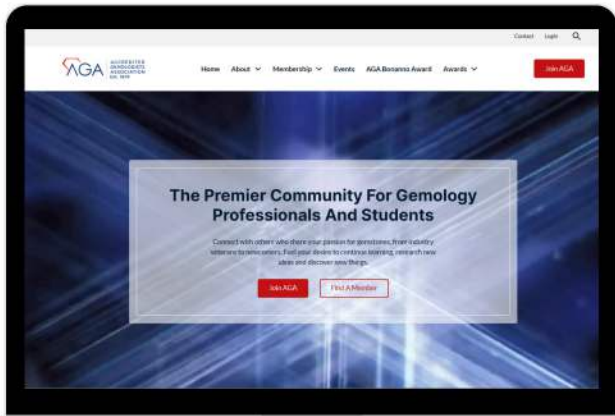 Contact Login
AGA
ACCREDITED
GEMOLOGISTS
ASSOCIATION
EST. 1974
Home About Membership Events AGA Bonanno Award Awards
Join AGA
The Premier Community For Gemology
Professionals And Students
Connect with others who share your passion for gemstones, from industry
veterans to newcomers. Fuel your desire to continue learning, research new
ideas and discover new things.
Join AGA Find A Member